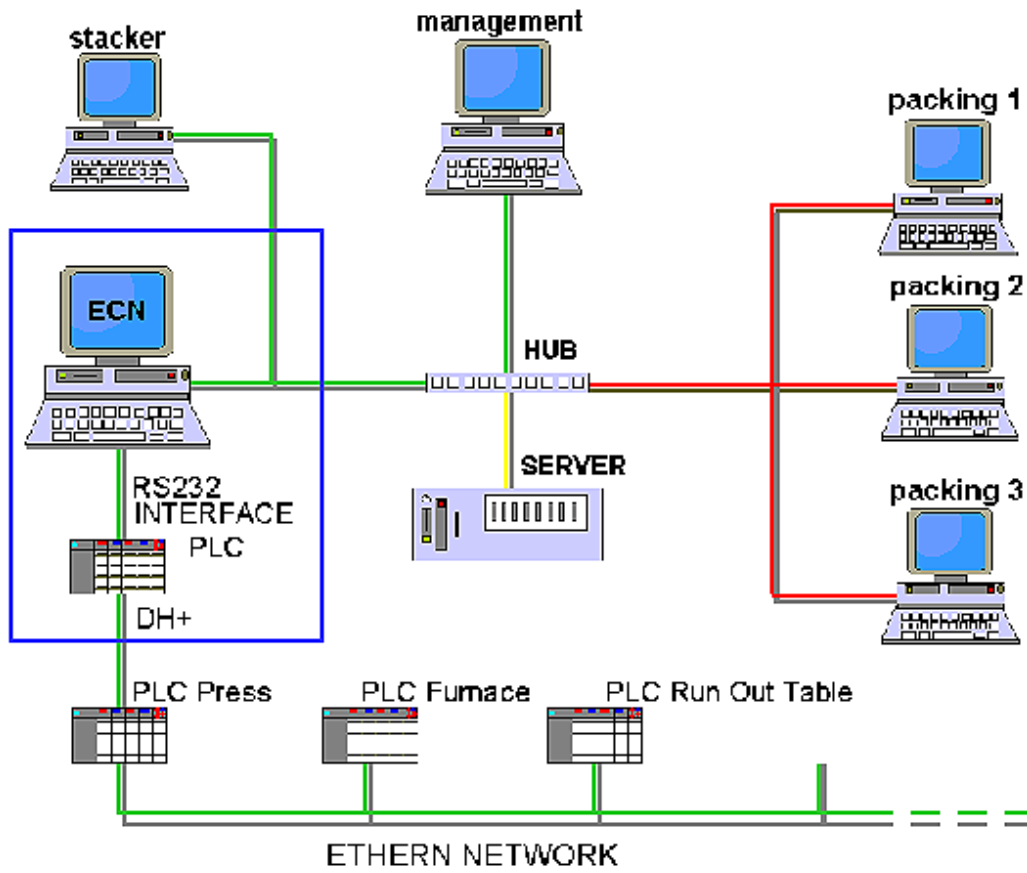 stacker
management
packing 1
ECN
packing 2
HUB
SERVER
RS232
INTERFACE
PLC
packing 3
DH+
PLC Press
PLC Furnace
PLC Run Out Table
ETHERN NETWORK